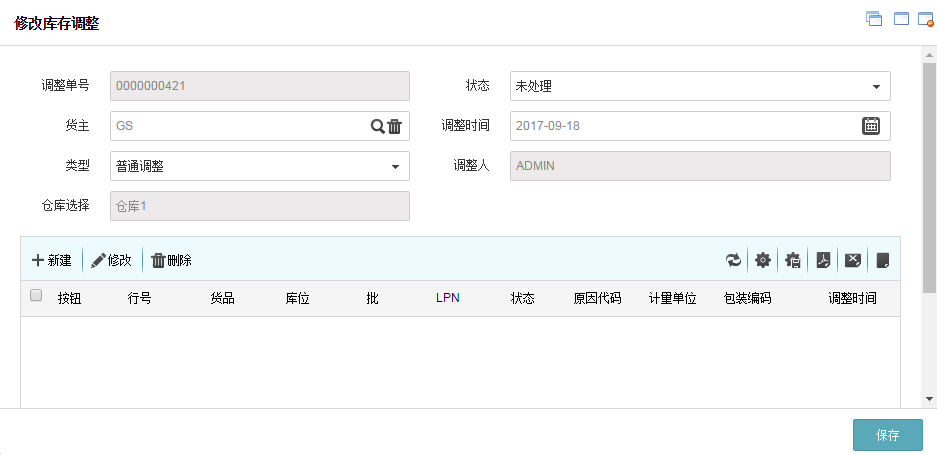 修改库存调整
调整单号 0000000421 状态 未处理
货主 GS 调整时间 2017-09-18
类型 普通调整 调整人 ADMIN
仓库选择 仓库1
新建 修改 删除
按钮 行号 货品 库位 批 LPN 状态 原因代码 计量单位 包装编码 调整时间
保存